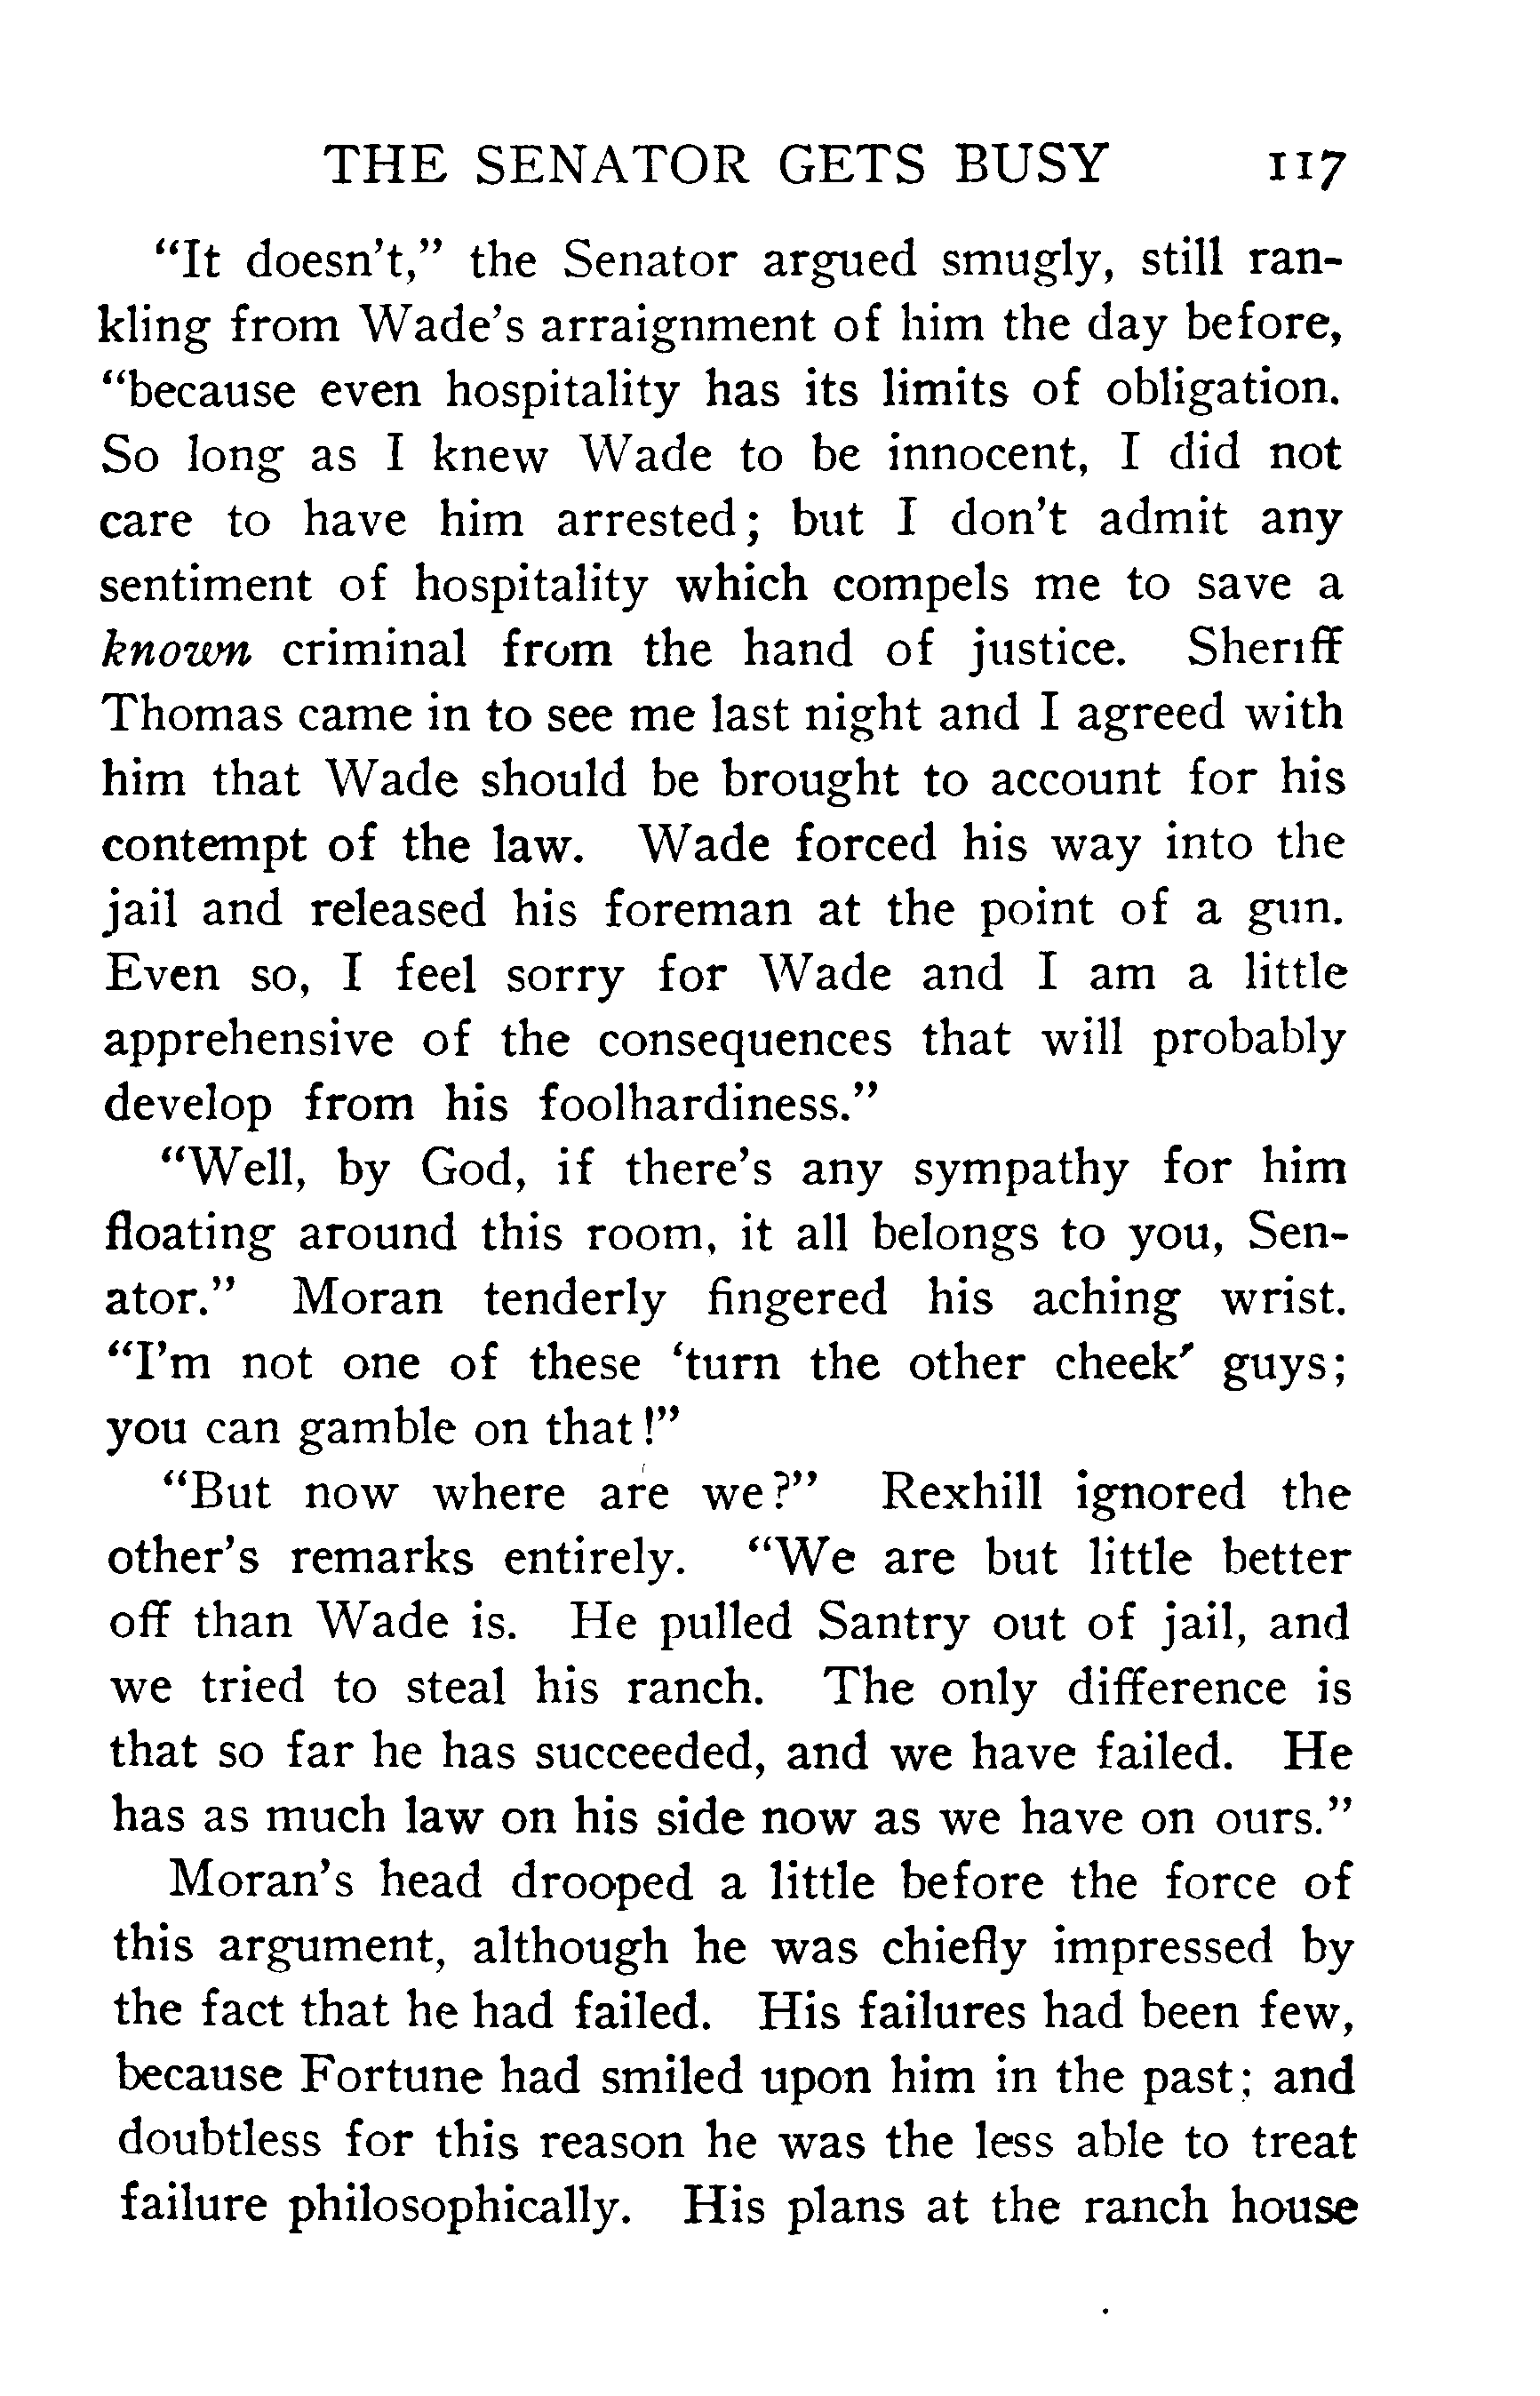 THE SENATOR GETS BUSY 117
“It doesn’t,” the Senator argued smugly, still ran-
kling from Wade’s arraignment of him the day before,
“because even hospitality has its limits of obligation.
So long as I knew Wade to be innocent, I did not
care to have him arrested; but I don’t admit any
sentiment of hospitality which compels me to save a
known criminal from the hand of justice. Sheriff
Thomas came in to see me last night and I agreed with
him that Wade should be brought to account for his
contempt of the law. Wade forced his way into the
jail and released his foreman at the point of a gun.
Even so, I feel sorry for Wade and I am a little
apprehensive of the consequences that will probably
develop from his foolhardiness.”
“Well, by God, if there’s any sympathy for him
floating around this room, it all belongs to you, Sen-
ator.” Moran tenderly fingered his aching wrist.
“I’m not one of these ‘turn the other cheek’ guys;
you can gamble on that!”
“But now where are we?” Rexhill ignored the
other’s remarks entirely. “We are but little better
off than Wade is. He pulled Santry out of jail, and
we tried to steal his ranch. The only difference is
that so far he has succeeded, and we have failed. He
has as much law on his side now as we have on ours.”
Moran’s head drooped a little before the force of
this argument, although he was chiefly impressed by
the fact that he had failed. His failures had been few,
because Fortune had smiled upon him in the past; and
doubtless for this reason he was the less able to treat
failure philosophically. His plans at the ranch house